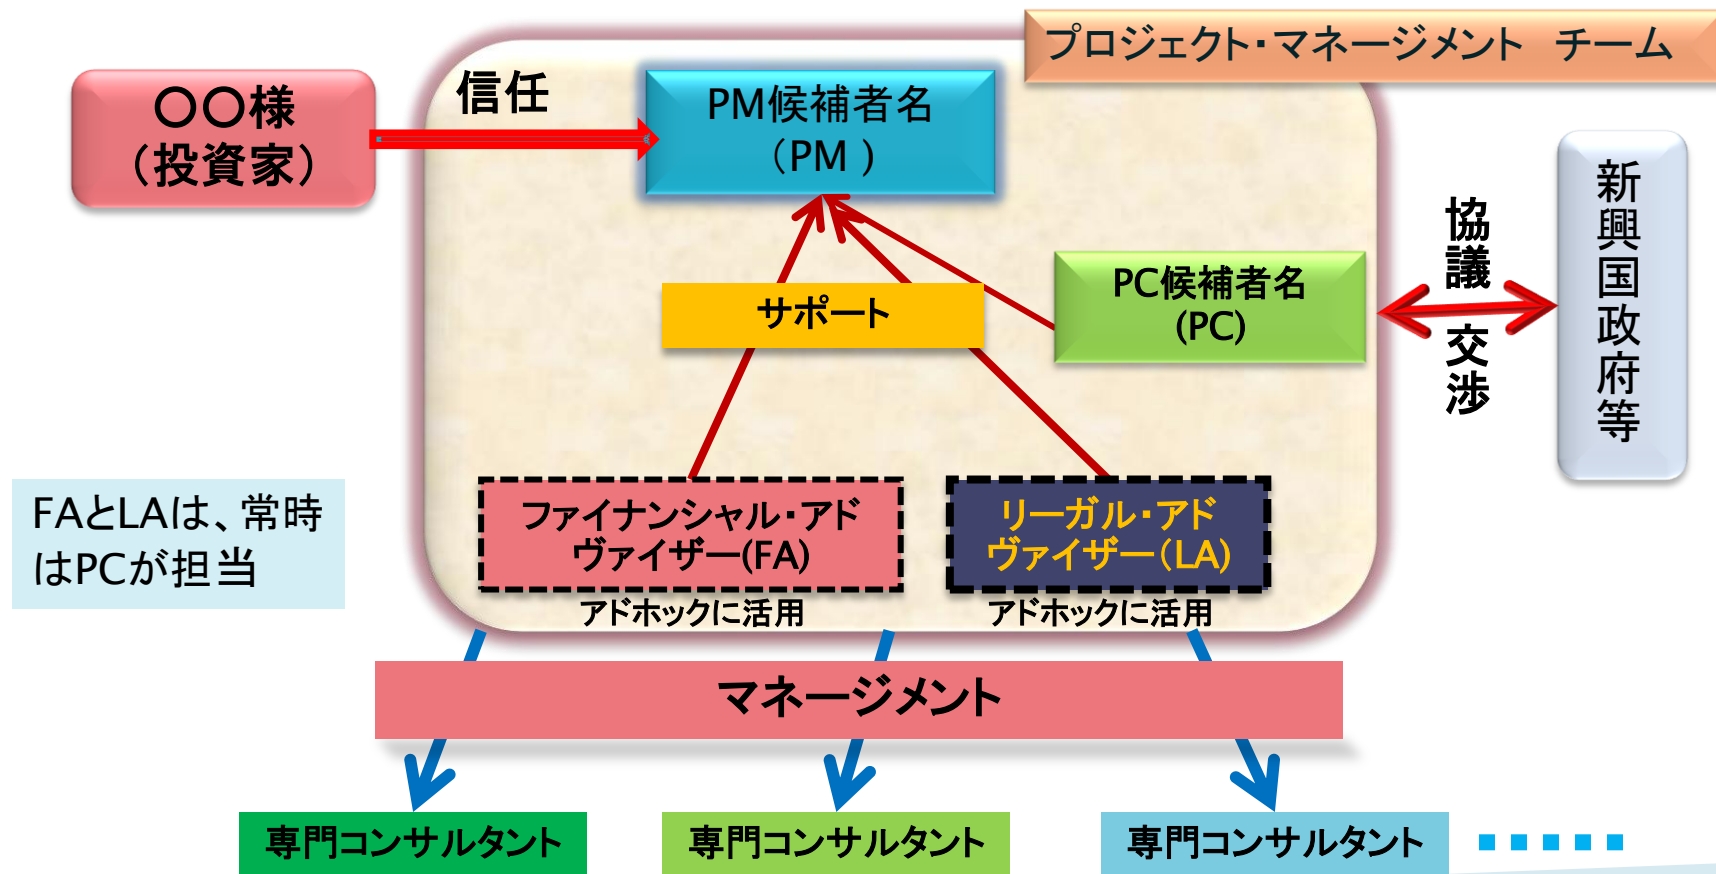 プロジェクト・マネージメント　チーム
〇〇様
（投資家）
信任
PM候補者名
（PM ）
協議
交渉
新興国政府等
PC候補者名
(PC)
サポート
FAとLAは、常時
はPCが担当
ファイナンシャル・アド
ヴァイザー(FA)
リーガル・アド
ヴァイザー（LA)
アドホックに活用
アドホックに活用
マネージメント
専門コンサルタント
専門コンサルタント
専門コンサルタント